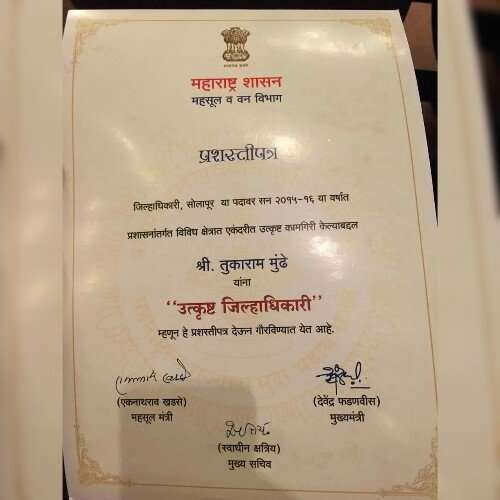 महाराष्ट्र शासन
महसूल व वन विभाग
प्रशस्तीपत्र
जिल्हाधिकारी, सोलापूर या पदावर सन २०१५-१६ या वर्षात
प्रशासनांतर्गत विविध क्षेत्रात एकंदरीत उत्कृष्ट कामगिरी केल्याबद्दल
श्री. तुकाराम मुंढे
यांना
"उत्कृष्ट जिल्हाधिकारी"
म्हणून हे प्रशस्तीपत्र देऊन गौरविण्यात येत आहे.
(एकनाथराव खडसे)
महसूल मंत्री
(देवेंद्र फडणवीस)
मुख्यमंत्री
(स्वाधीन क्षत्रिय)
मुख्य सचिव